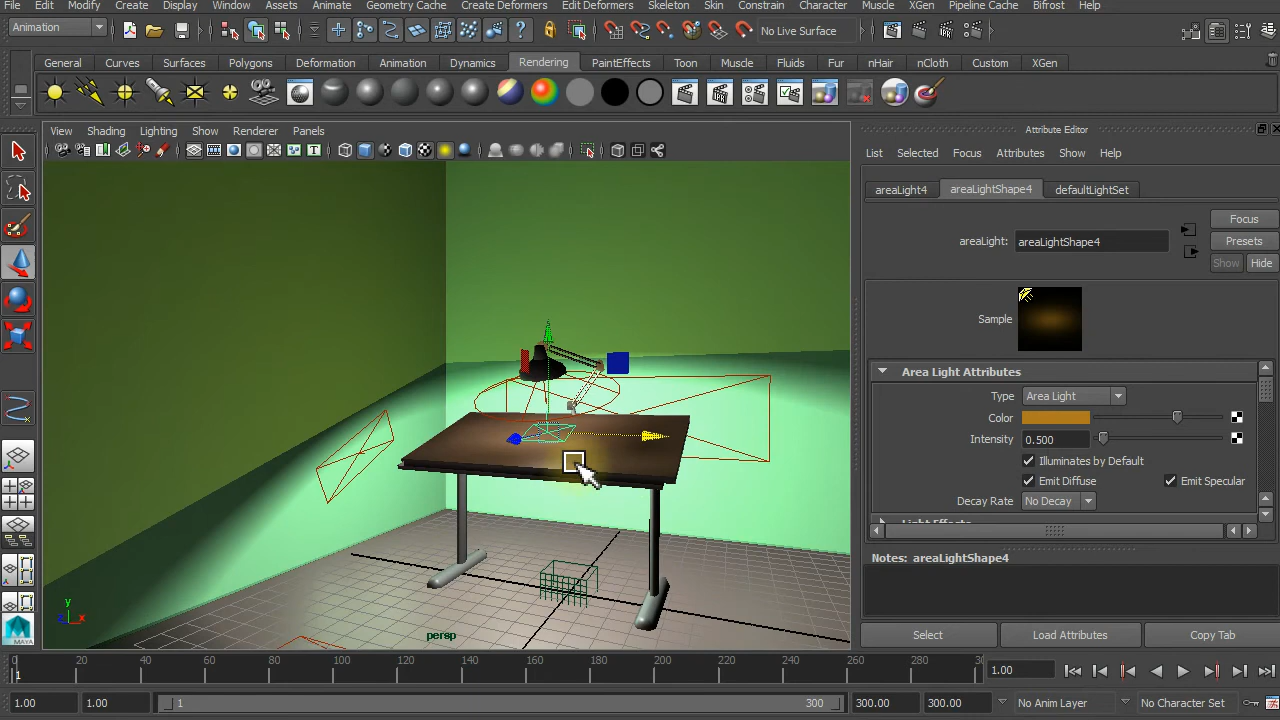 File Edit Modify Create Display Window Assets Animate Geometry Cache Create Deformers Edit Deformers Skeleton Skin Constrain Character Muscle XGen Pipeline Cache Bifrost Help
Animation No Live Surface
General Curves Surfaces Polygons Deformation Animation Dynamics Rendering PaintEffects Toon Muscle Fluids Fur nHair nCloth Custom XGen
View Shading Lighting Show Renderer Panels
Attribute Editor
List Selected Focus Attributes Show Help
areaLight4 areaLightShape4 defaultLightSet
areaLight: areaLightShape4
Focus
Presets
Show Hide
Sample
Area Light Attributes
Type Area Light
Color
Intensity 0.500
Illuminates by Default
Emit Diffuse Emit Specular
Decay Rate No Decay
Light Effects
Notes: areaLightShape4
Select Load Attributes Copy Tab
y
z x
persp
MAYA
0 20 40 60 80 100 120 140 160 180 200 220 240 260 280 30
1
1.00
1.00 1.00 1 300 300.00 300.00 No Anim Layer No Character Set